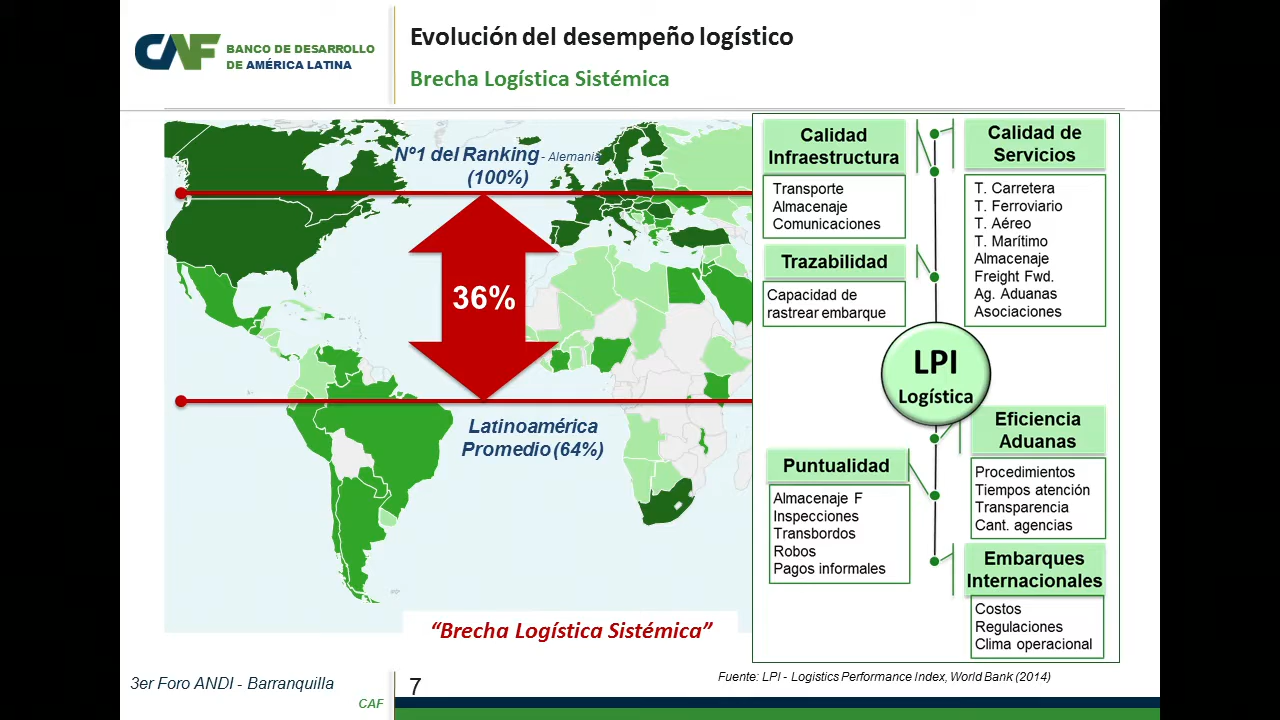 CAF
BANCO DE DESARROLLO
DE AMÉRICA LATINA
Evolución del desempeño logístico
Brecha Logística Sistémica
Nº1 del Ranking - Alemania
(100%)
36%
Latinoamérica
Promedio (64%)
"Brecha Logística Sistémica"
Calidad
Infraestructura
Transporte
Almacenaje
Comunicaciones
Trazabilidad
Capacidad de
rastrear embarque
Calidad de
Servicios
T. Carretera
T. Ferroviario
T. Aéreo
T. Marítimo
Almacenaje
Freight Fwd.
Ag. Aduanas
Asociaciones
LPI
Logística
Puntualidad
Almacenaje F
Inspecciones
Transbordos
Robos
Pagos informales
Eficiencia
Aduanas
Procedimientos
Tiempos atención
Transparencia
Cant. agencias
Embarques
Internacionales
Costos
Regulaciones
Clima operacional
3er Foro ANDI - Barranquilla
CAF
7
Fuente: LPI - Logistics Performance Index, World Bank (2014)